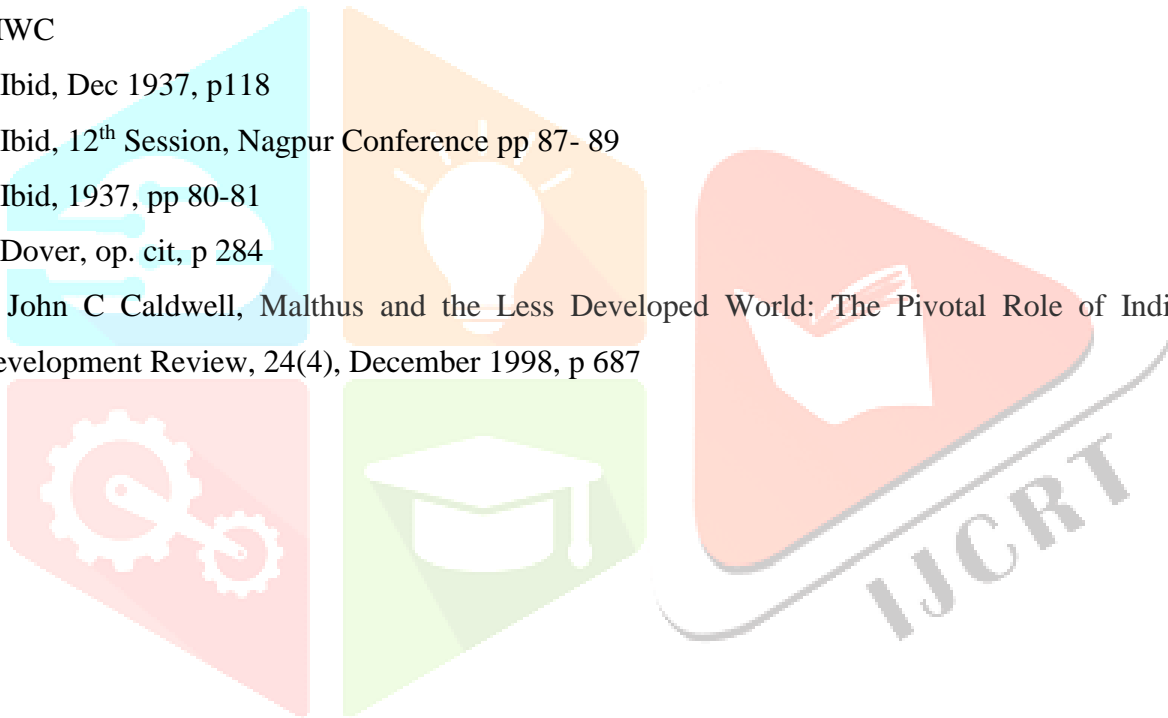 IWC
Ibid, Dec 1937, p118
Ibid, 12th Session, Nagpur Conference pp 87- 89
Ibid, 1937, pp 80-81
Dover, op. cit, p 284
John C Caldwell, Malthus and the Less Developed World: The Pivotal Role of Indi
evelopment Review, 24(4), December 1998, p 687
IJCRT